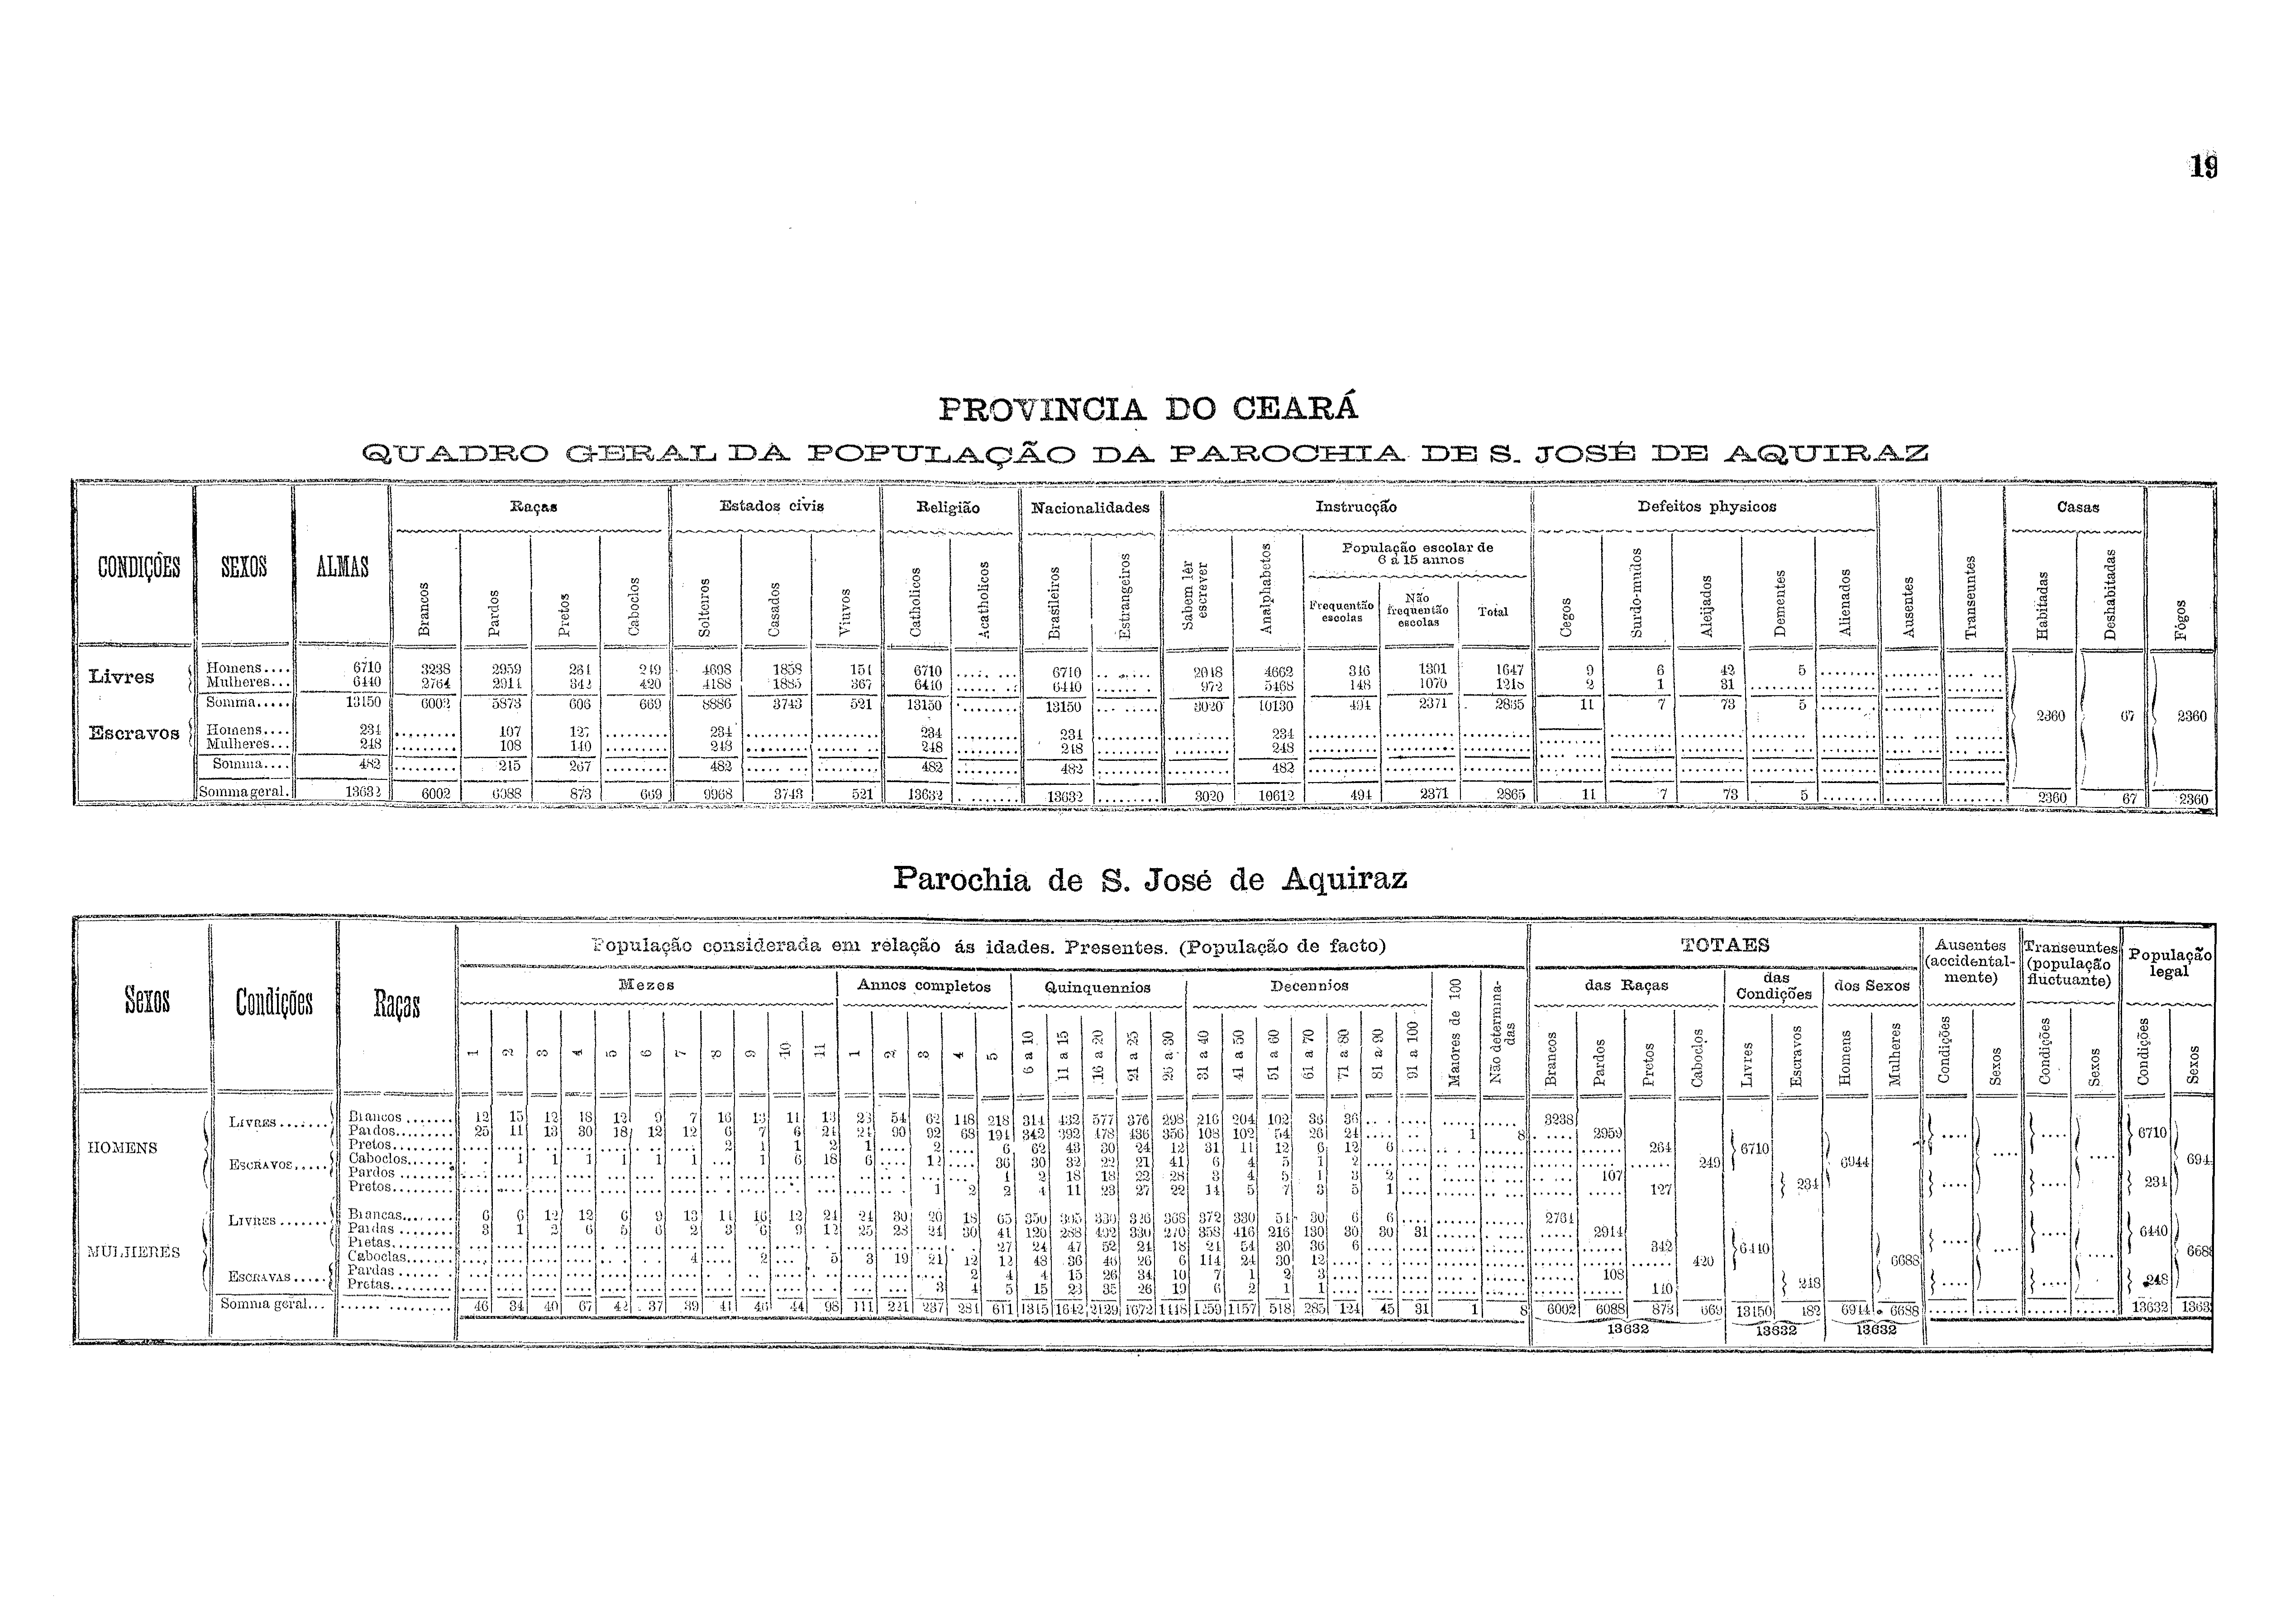 19
PROVINCIA DO CEARÁ
QUADRO GERAL DA POPULAÇÃO DA PAROCHIA DE S. JOSÉ DE AQUIRAZ
CONDIÇÕES SEXOS ALMAS Raças Estados civis Religião Nacionalidades Instrucção Defeitos physicos Ausentes Transeuntes Casas Fógos
População escolar de 6 á 15 annos
Brancos Pardos Pretos Caboclos Solteiros Casados Viuvos Catholicos Acatholicos Brasileiros Estrangeiros Sabem lêr escrever Analphabetos Frequentão escolas Não frequentão escolas Total Cegos Surdo-mudos Aleijados Dementes Alienados Habitadas Deshabitadas
Livres Homens.... 6710 3238 2959 264 249 4698 1858 154 6710 6710 2048 4662 346 1301 1647 9 6 42 5
Mulheres... 6440 2764 2914 342 420 4188 1885 367 6440 6440 972 5468 148 1070 1218 2 1 31
Somma..... 13150 6002 5873 606 669 8886 3743 521 13150 13150 3020 10130 494 2371 2865 11 7 73 5
2360 67 2360
Escravos Homens.... 234 107 127 234 234 234 234
Mulheres... 248 108 140 248 248 248 248
Somma.... 482 215 267 482 482 482 482
Somma geral. 13632 6002 6088 873 669 9968 3743 521 13632 13632 3020 10612 494 2371 2865 11 7 73 5 2360 67 2360
Parochia de S. José de Aquiraz
Sexos Condições Raças População considerada em relação ás idades. Presentes. (População de facto) TOTAES Ausentes (accidentalmente) Transeuntes (população fluctuante) População legal
Mezes Annos completos Quinquennios Decennios Maiores de 100 Não determinadas das Raças das Condições dos Sexos
1 2 3 4 5 6 7 8 9 10 11 1 2 3 4 5 6 a 10 11 a 15 16 a 20 21 a 25 26 a 30 31 a 40 41 a 50 51 a 60 61 a 70 71 a 80 81 a 90 91 a 100 Brancos Pardos Pretos Caboclos Livres Escravos Homens Mulheres Condições Sexos Condições Sexos Condições Sexos
HOMENS LIVRES Brancos 12 15 12 18 12 9 7 16 13 11 13 23 54 62 148 218 314 432 577 376 298 216 204 102 36 36 3238
Pardos 25 11 13 30 18 12 12 6 7 6 24 24 90 92 68 194 342 392 478 436 356 108 102 54 26 24 1 8 2959
Pretos 2 1 1 2 1 2 6 62 43 30 24 12 31 11 12 6 12 6 264 6710 6710
Caboclos 1 1 1 1 1 1 1 6 18 6 12 36 30 32 22 21 41 6 4 5 1 2 249 6944 694
ESCRAVOS Pardos 1 2 18 18 22 28 3 4 5 1 3 2 107
Pretos 1 2 2 4 11 23 27 22 14 5 7 3 5 1 127 234 234
MULHERES LIVRES Brancas 6 6 12 12 6 9 13 14 16 12 24 24 30 20 18 65 350 330 326 368 372 330 54 30 6 6 2764
Pardas 3 1 2 6 5 6 2 3 6 9 12 25 28 24 30 41 120 288 492 330 270 358 416 216 130 30 30 31 2914
Pretas 27 24 47 52 24 18 21 54 30 36 6 342 6440 6440
Caboclas 4 2 5 3 19 21 12 12 48 36 46 26 6 114 24 30 12 420 6688 668
ESCRAVAS Pardas 2 4 4 15 26 34 10 7 1 2 3 108
Pretas 3 4 5 15 23 35 26 19 6 2 1 1 140 248 248
Somma geral... 46 34 40 67 42 37 39 41 46 44 98 111 221 237 281 611 1315 1642 2129 1672 1448 1259 1157 518 285 124 45 31 1 8 6002 6088 873 669 13150 482 6944 6688 13632 1363
13632 13632 13632